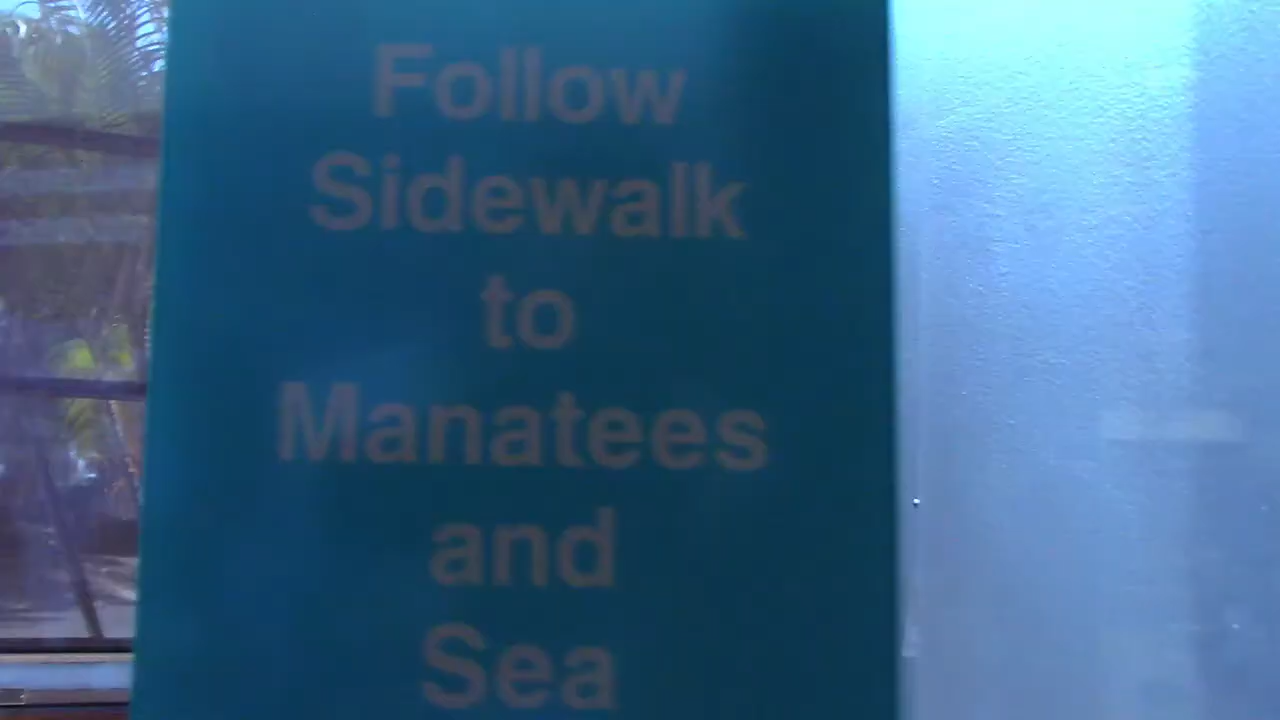 Follow
Sidewalk
to
Manatees
and
Sea